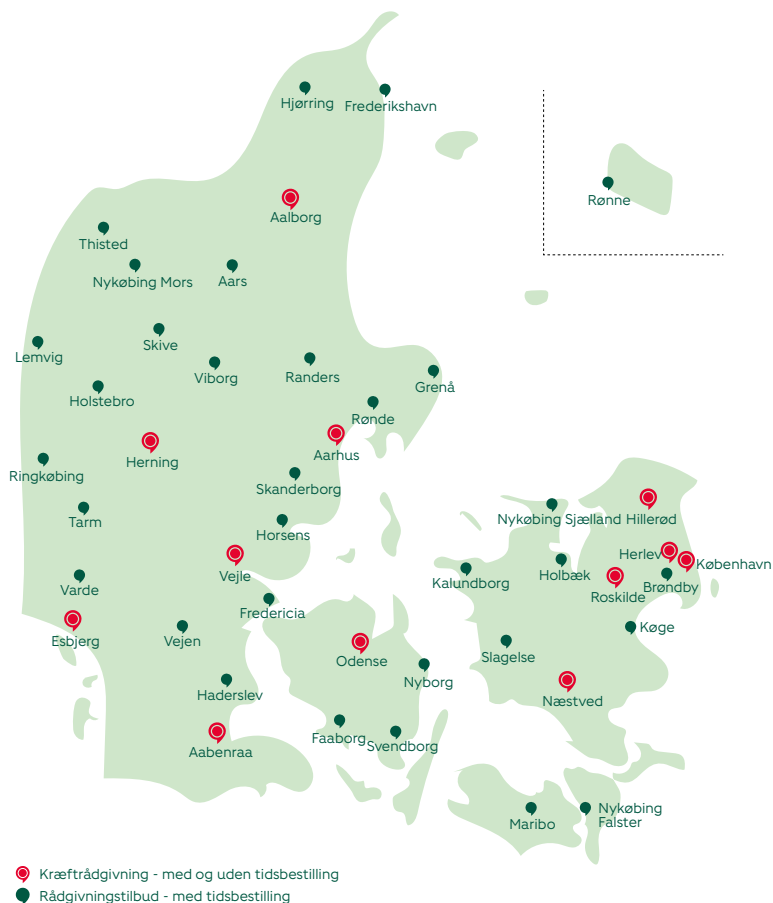 Hjørring
Frederikshavn
Rønne
Aalborg
Thisted
Nykøbing Mors
Aars
Skive
Lemvig
Viborg
Randers
Grenå
Holstebro
Rønde
Herning
Aarhus
Ringkøbing
Skanderborg
Tarm
Horsens
Nykøbing Sjælland
Hillerød
Herlev
København
Vejle
Kalundborg
Holbæk
Brøndby
Varde
Roskilde
Fredericia
Esbjerg
Vejen
Køge
Odense
Slagelse
Nyborg
Haderslev
Næstved
Faaborg
Svendborg
Aabenraa
Maribo
Nykøbing
Falster
Kræftrådgivning - med og uden tidsbestilling
Rådgivningstilbud - med tidsbestilling